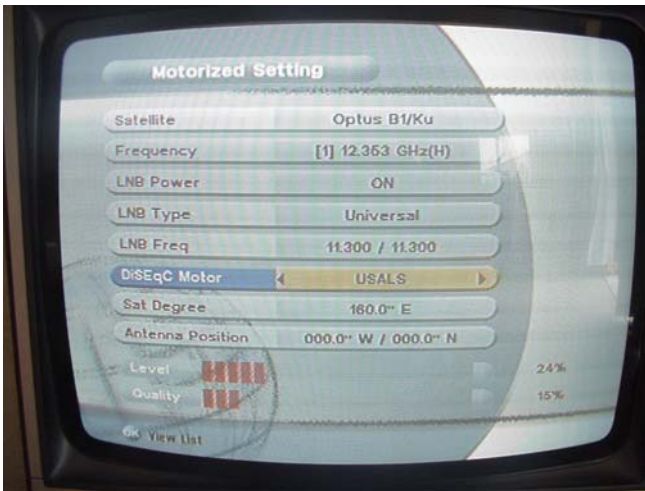 Motorized Setting
Satellite Optus B1/Ku
Frequency [1] 12.353 GHz(H)
LNB Power ON
LNB Type Universal
LNB Freq 11.300 / 11.300
DiSEqC Motor USALS
Sat Degree 160.0° E
Antenna Position 000.0° W / 000.0° N
Level 24%
Quality 15%
OK View List